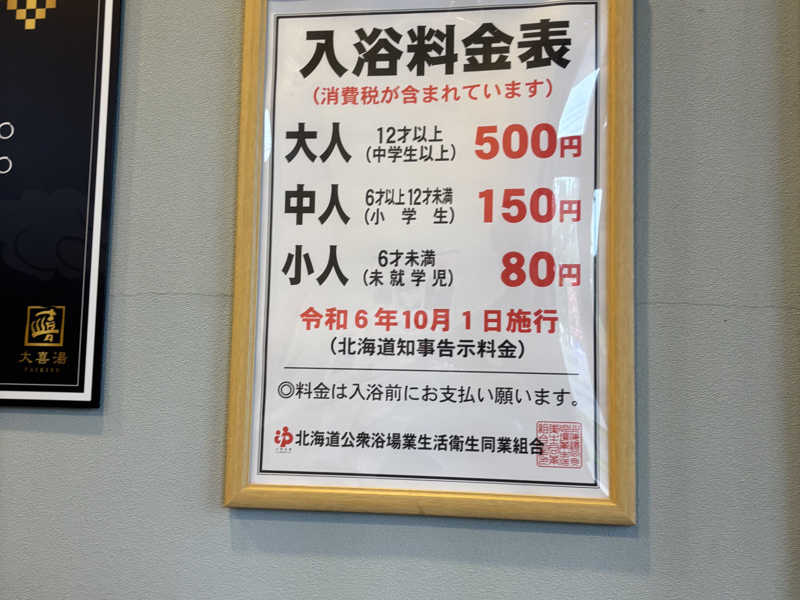 入浴料金表
(消費税が含まれています)
大人 12才以上 (中学生以上) 500円
中人 6才以上12才未満 (小学生) 150円
小人 6才未満 (未就学児) 80円
令和6年10月1日施行
(北海道知事告示料金)
◎料金は入浴前にお支払い願います。
ゆ 北海道公衆浴場業生活衛生同業組合
大喜湯